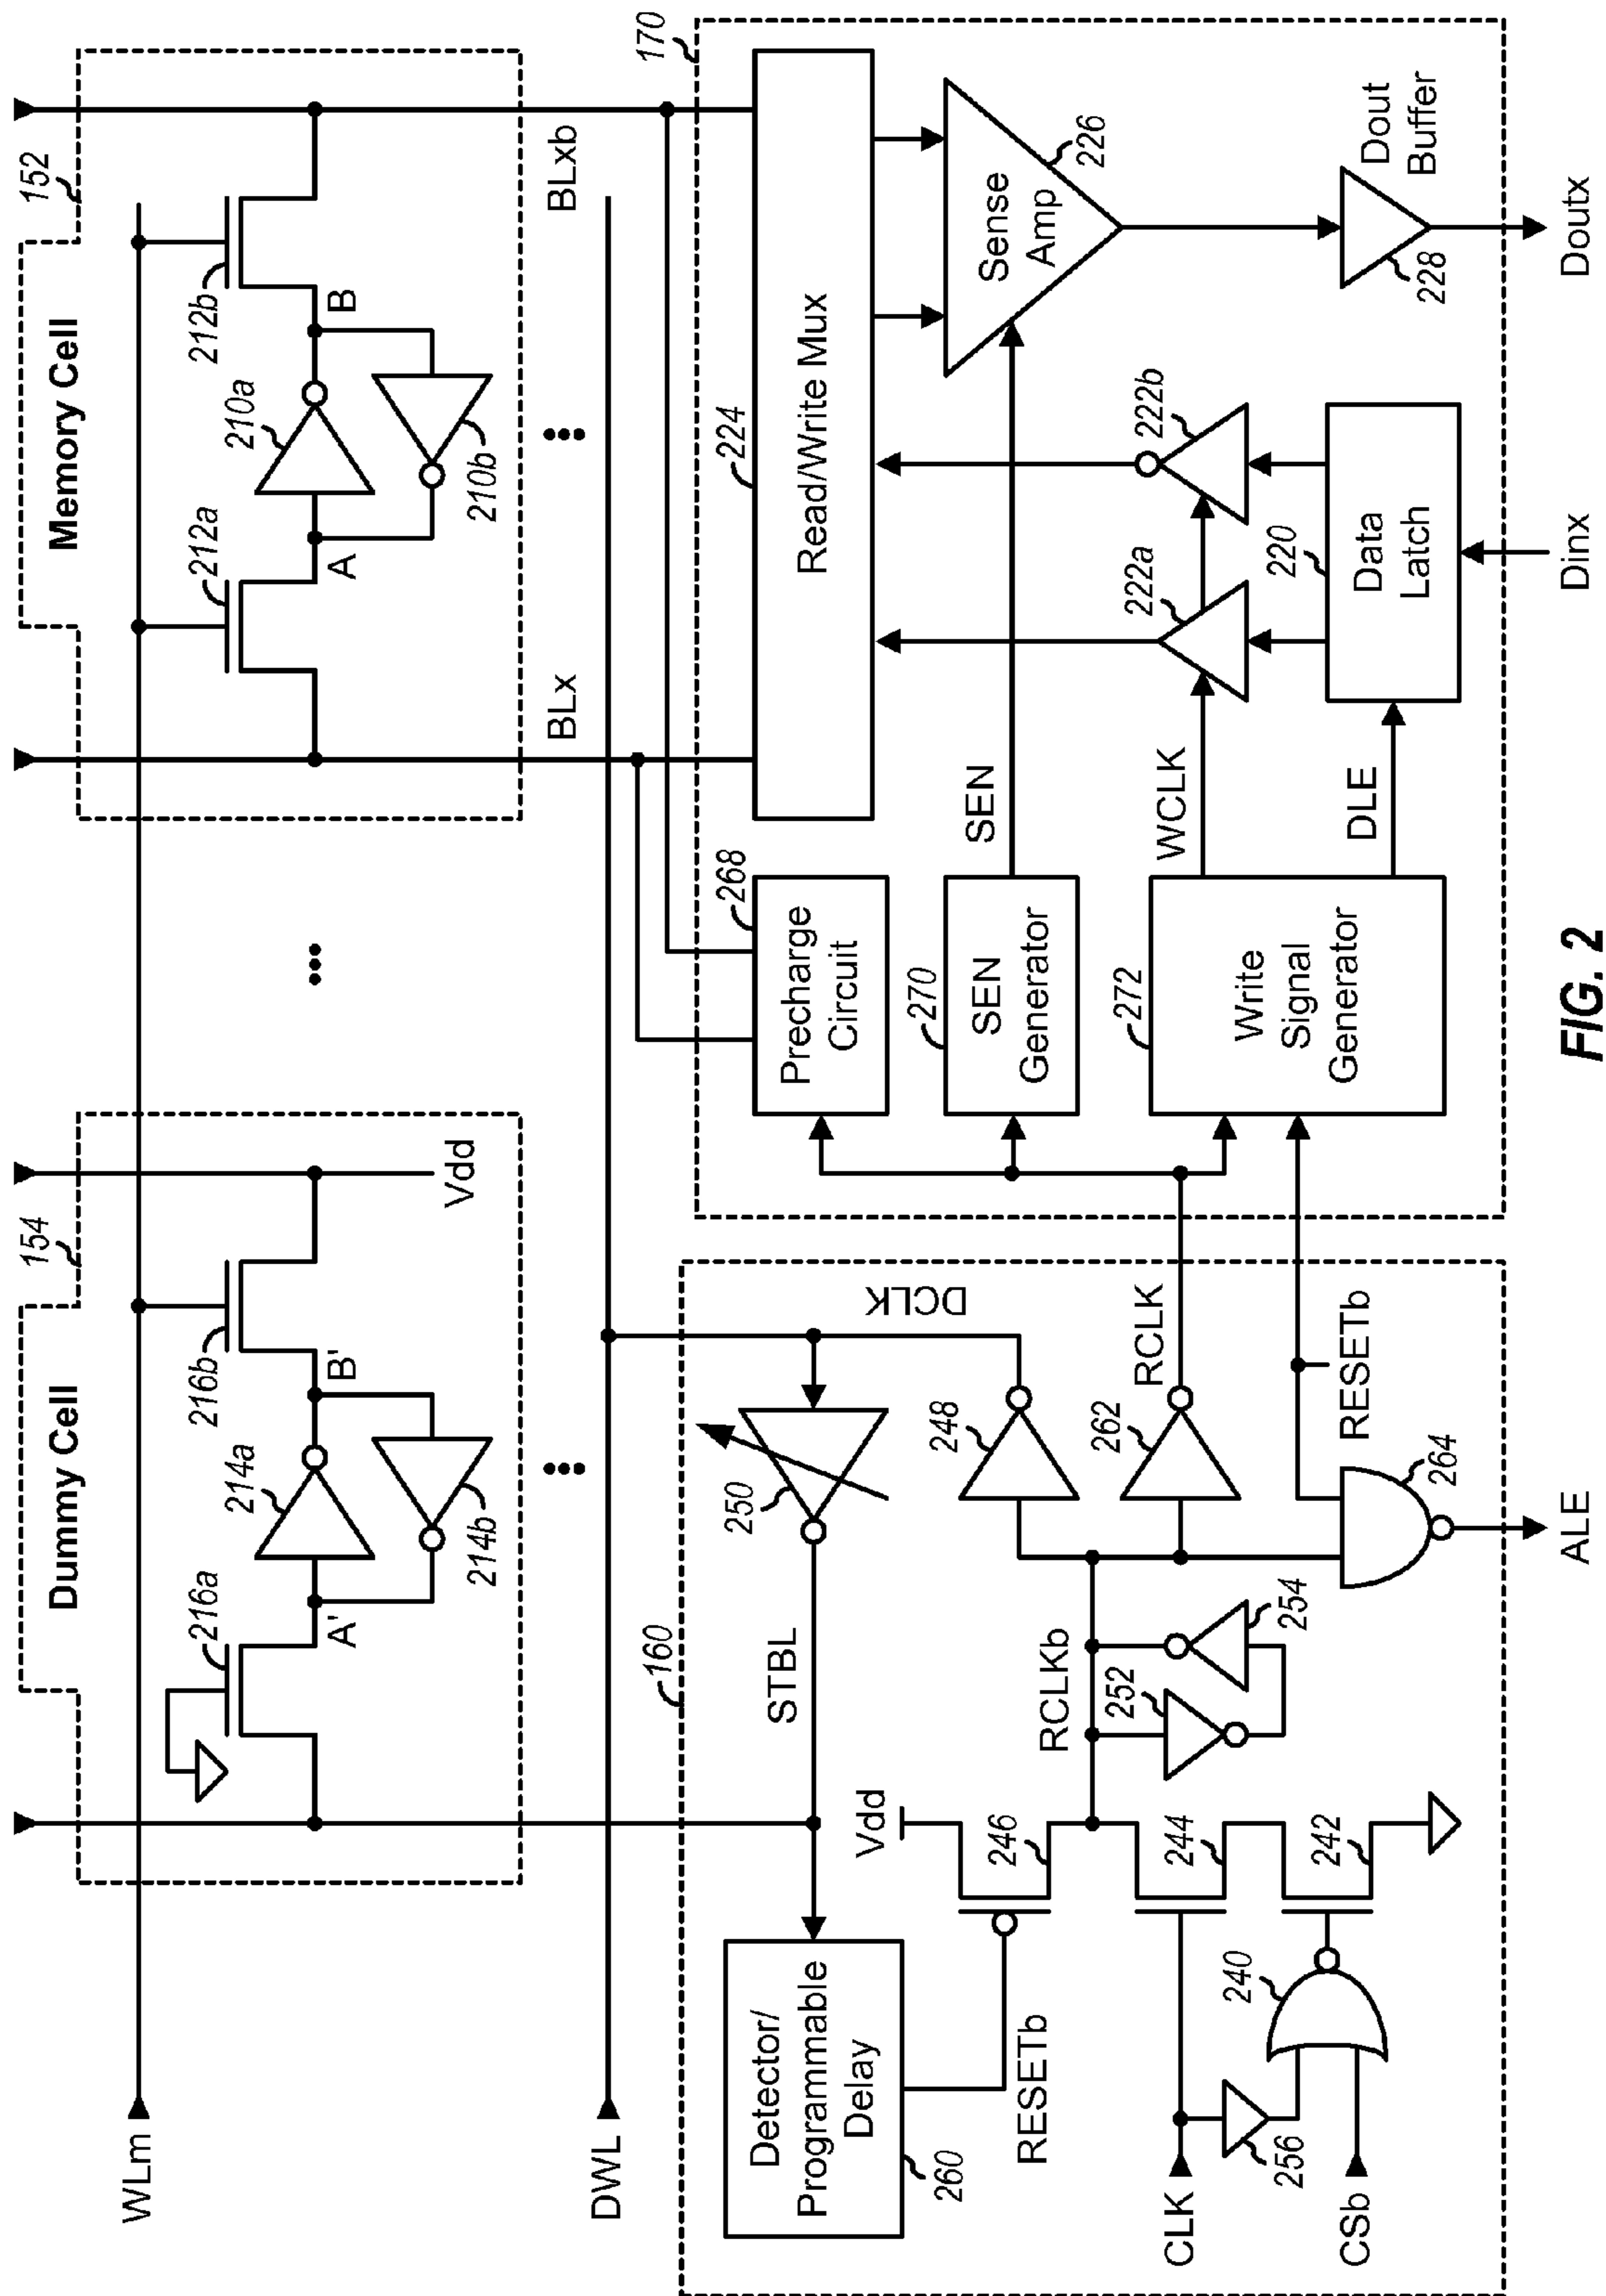 152
Memory Cell
212a
210a
212b
A
B
210b
154
Dummy Cell
216a
214a
216b
A'
B'
214b
Vdd
WLm
BLx
BLxb
DWL
160
STBL
250
DCLK
Detector/
Programmable
Delay
260
RESETb
Vdd
246
244
242
RCLKb
252
254
248
262
RCLK
264
RESETb
ALE
CLK
256
CSb
240
170
224
Read/Write Mux
268
Precharge
Circuit
270
SEN
Generator
SEN
272
Write
Signal
Generator
WCLK
DLE
222a
222b
220
Data
Latch
Dinx
Sense
Amp
226
Dout
Buffer
228
Doutx
FIG. 2